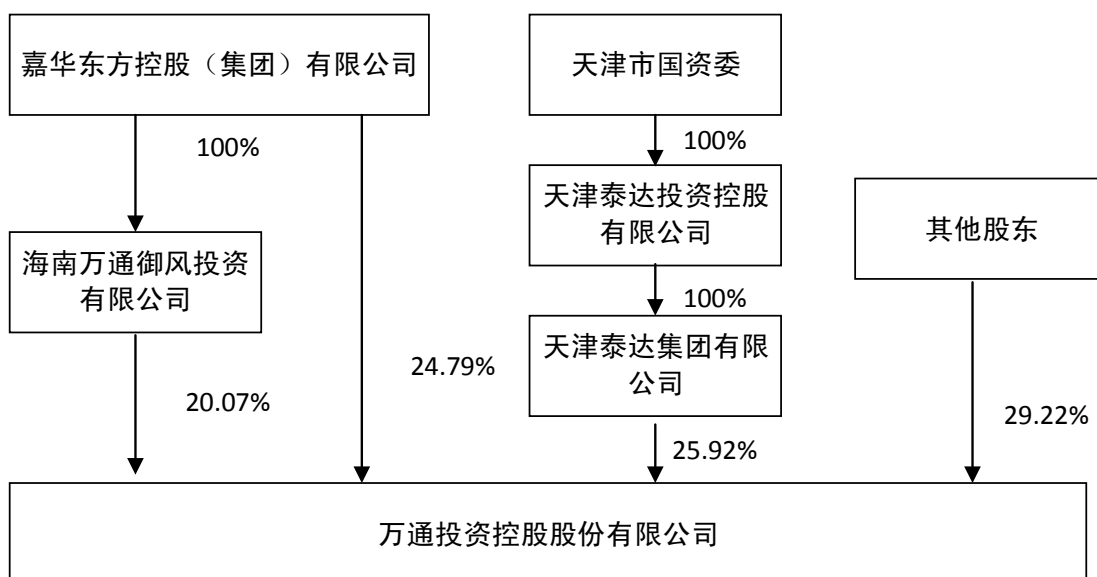 嘉华东方控股（集团）有限公司
天津市国资委
100%
100%
天津泰达投资控股
有限公司
其他股东
海南万通御风投资
有限公司
100%
天津泰达集团有限
公司
24.79%
20.07%
29.22%
25.92%
万通投资控股股份有限公司